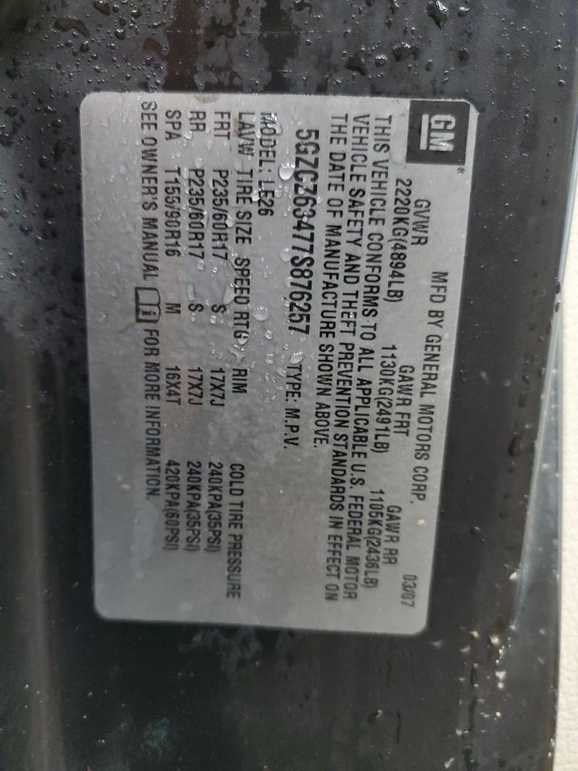 GM ®
MFD BY GENERAL MOTORS CORP. 03/07
GVWR GAWR FRT GAWR RR
2220KG(4894LB) 1130KG(2491LB) 1105KG(2436LB)
THIS VEHICLE CONFORMS TO ALL APPLICABLE U.S. FEDERAL MOTOR
VEHICLE SAFETY AND THEFT PREVENTION STANDARDS IN EFFECT ON
THE DATE OF MANUFACTURE SHOWN ABOVE.
5GZCZ63477S876257 TYPE: M.P.V.
MODEL: LE26
LAVW TIRE SIZE SPEED RTG RIM COLD TIRE PRESSURE
FRT P235/60R17 S 17X7J 240KPA(35PSI)
RR P235/60R17 S 17X7J 240KPA(35PSI)
SPA T155/90R16 M 16X4T 420KPA(60PSI)
SEE OWNER'S MANUAL i FOR MORE INFORMATION.